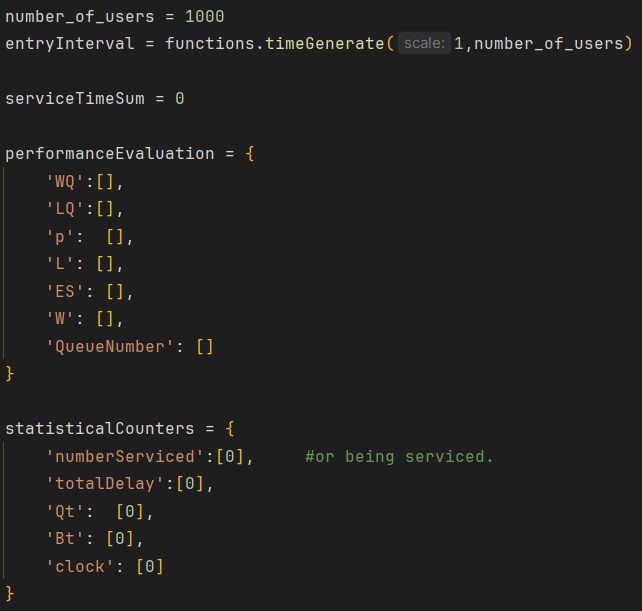 number_of_users = 1000
entryInterval = functions.timeGenerate( scale: 1,number_of_users)
serviceTimeSum = 0
performanceEvaluation = {
    'WQ':[],
    'LQ':[],
    'p':  [],
    'L': [],
    'ES': [],
    'W': [],
    'QueueNumber': []
}
statisticalCounters = {
    'numberServiced':[0],     #or being serviced.
    'totalDelay':[0],
    'Qt':  [0],
    'Bt': [0],
    'clock': [0]
}